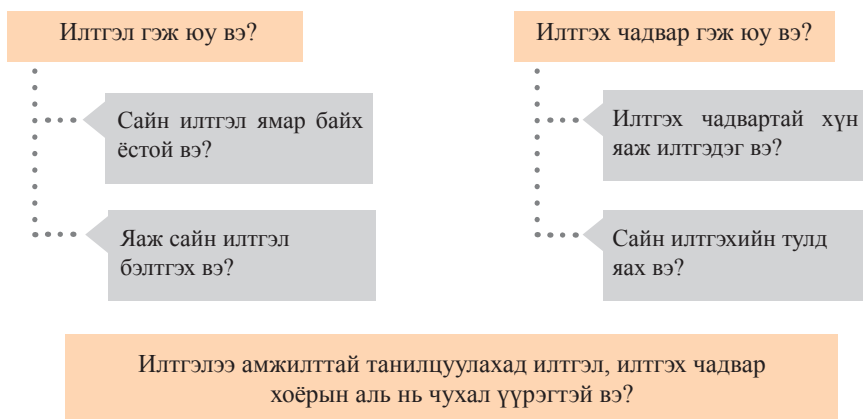 Илтгэл гэж юу вэ?
Сайн илтгэл ямар байх
ёстой вэ?
Яаж сайн илтгэл
бэлтгэх вэ?
Илтгэх чадвар гэж юу вэ?
Илтгэх чадвартай хүн
яаж илтгэдэг вэ?
Сайн илтгэхийн тулд
яах вэ?
Илтгэлээ амжилттай танилцуулахад илтгэл, илтгэх чадвар
хоёрын аль нь чухал үүрэгтэй вэ?